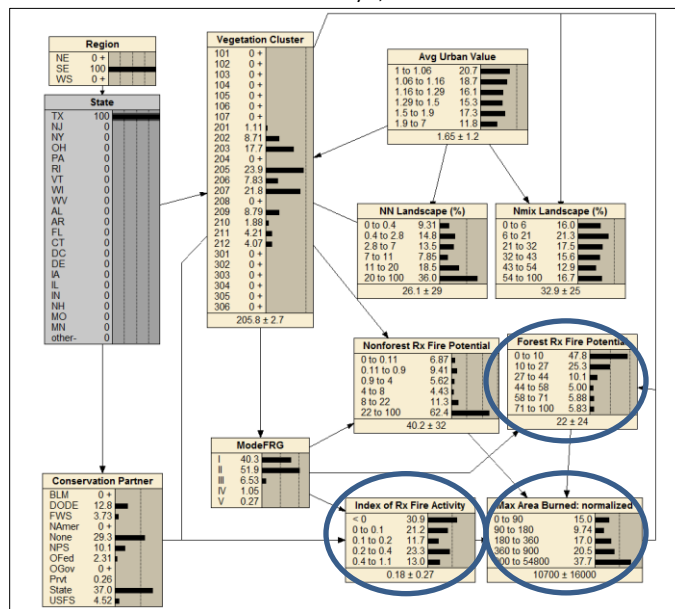 Region
NE 0 +
SE 100
WS 0 +
State
TX 100
NJ 0
NY 0
OH 0
PA 0
RI 0
VT 0
WI 0
WV 0
AL 0
AR 0
FL 0
CT 0
DC 0
DE 0
IA 0
IL 0
IN 0
NH 0
MO 0
MN 0
other- 0
Vegetation Cluster
101 0 +
102 0 +
103 0 +
104 0 +
105 0 +
106 0 +
107 0 +
201 1.11
202 8.71
203 17.7
204 0 +
205 23.9
206 7.83
207 21.8
208 0 +
209 8.79
210 1.88
211 4.21
212 4.07
301 0 +
302 0 +
303 0 +
304 0 +
305 0 +
306 0 +
205.8 ± 2.7
Avg Urban Value
1 to 1.06 20.7
1.06 to 1.16 18.7
1.16 to 1.29 16.1
1.29 to 1.5 15.3
1.5 to 1.9 17.3
1.9 to 7 11.8
1.65 ± 1.2
NN Landscape (%)
0 to 0.4 9.31
0.4 to 2.8 14.8
2.8 to 7 13.5
7 to 11 7.85
11 to 20 18.5
20 to 100 36.0
26.1 ± 29
Nmix Landscape (%)
0 to 6 16.0
6 to 21 21.3
21 to 32 17.5
32 to 43 15.6
43 to 54 12.9
54 to 100 16.7
32.9 ± 25
Nonforest Rx Fire Potential
0 to 0.11 6.87
0.11 to 0.9 9.41
0.9 to 4 5.62
4 to 8 4.43
8 to 22 11.3
22 to 100 62.4
40.2 ± 32
Forest Rx Fire Potential
0 to 10 47.8
10 to 27 25.3
27 to 44 10.1
44 to 58 5.00
58 to 71 5.88
71 to 100 5.83
22 ± 24
ModeFRG
I 40.3
II 51.9
III 6.53
IV 1.05
V 0.27
Conservation Partner
BLM 0 +
DODE 12.8
FWS 3.73
NAmer 0 +
None 29.3
NPS 10.1
OFed 2.31
OGov 0 +
Prvt 0.26
State 37.0
USFS 4.52
Index of Rx Fire Activity
< 0 30.9
0 to 0.1 21.2
0.1 to 0.2 11.7
0.2 to 0.4 23.3
0.4 to 1.1 13.0
0.18 ± 0.27
Max Area Burned: normalized
0 to 90 15.0
90 to 180 9.74
180 to 360 17.0
360 to 900 20.5
900 to 54800 37.7
10700 ± 16000